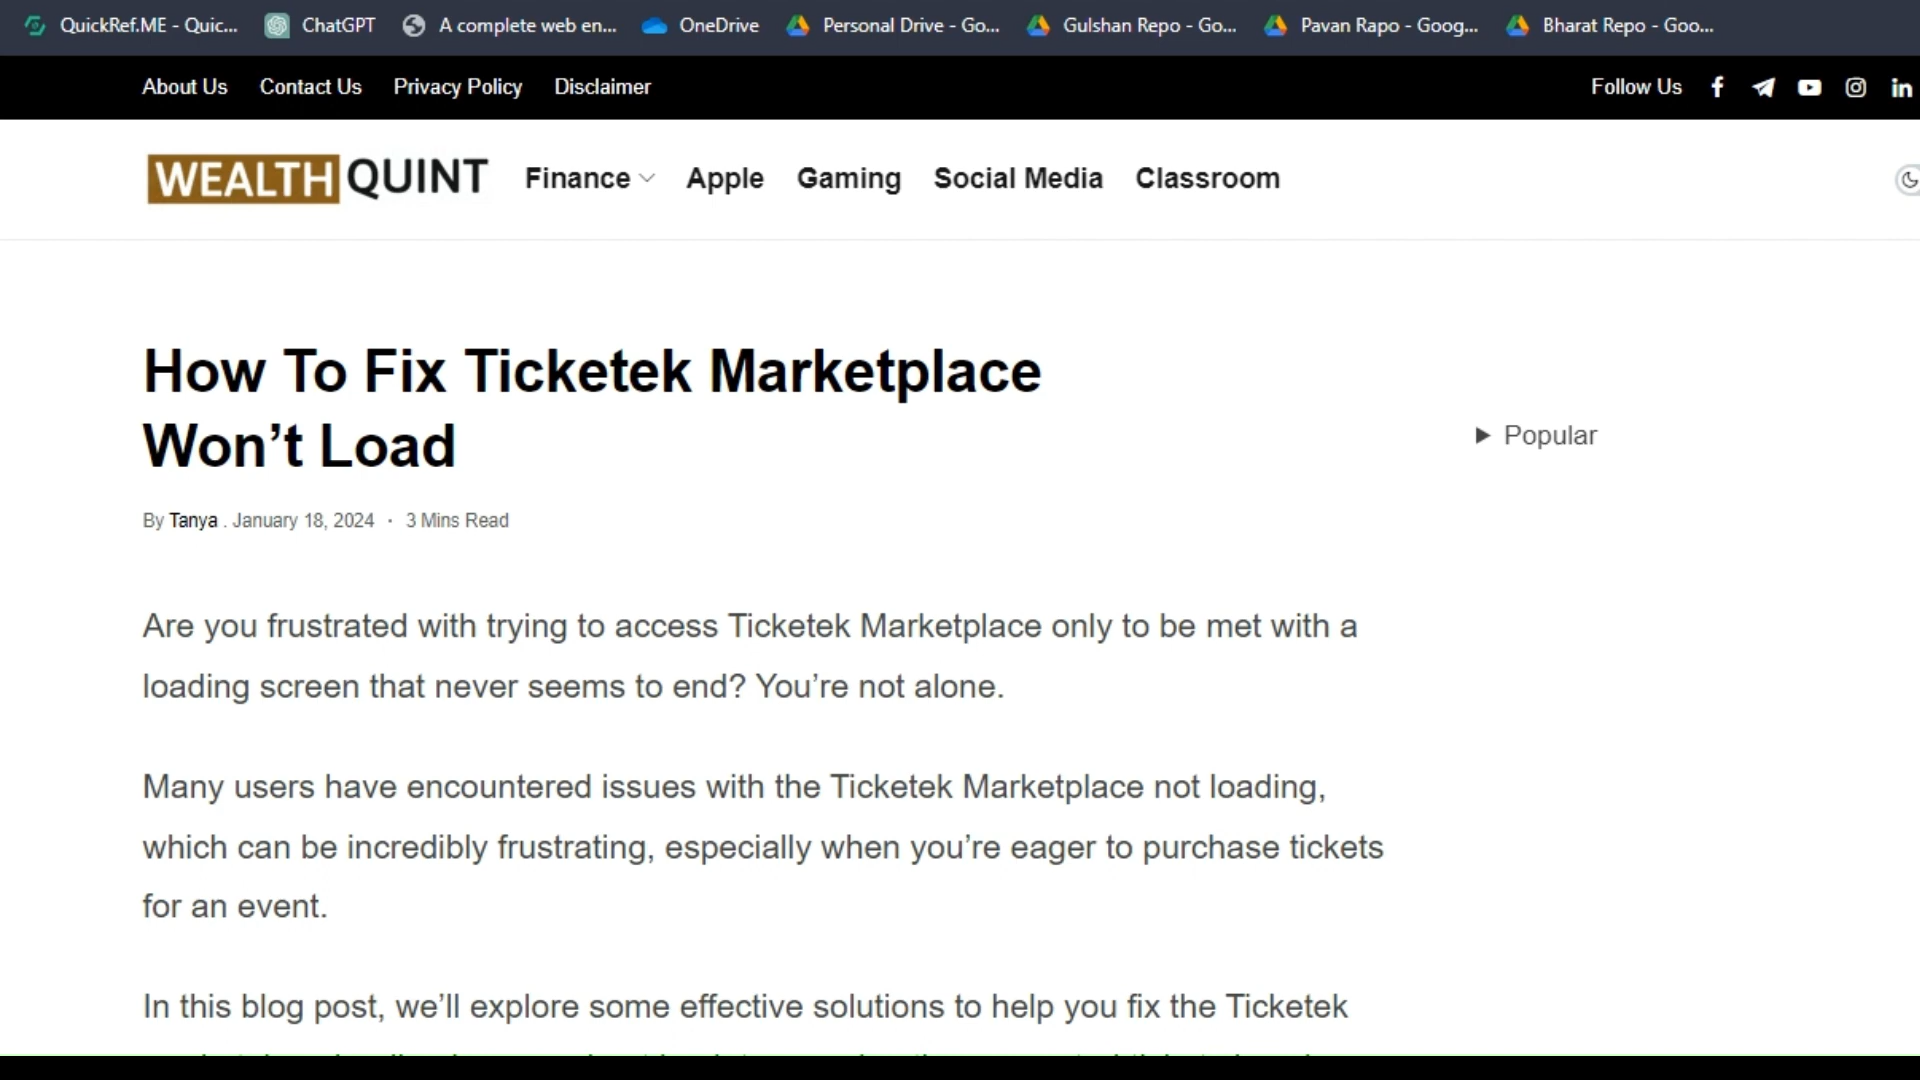 QuickRef.ME - Quic... ChatGPT A complete web en... OneDrive Personal Drive - Go... Gulshan Repo - Go... Pavan Rapo - Goog... Bharat Repo - Goo...
About Us Contact Us Privacy Policy Disclaimer Follow Us
WEALTH QUINT Finance Apple Gaming Social Media Classroom
How To Fix Ticketek Marketplace
Won’t Load
Popular
By Tanya . January 18, 2024 · 3 Mins Read
Are you frustrated with trying to access Ticketek Marketplace only to be met with a
loading screen that never seems to end? You’re not alone.
Many users have encountered issues with the Ticketek Marketplace not loading,
which can be incredibly frustrating, especially when you’re eager to purchase tickets
for an event.
In this blog post, we’ll explore some effective solutions to help you fix the Ticketek